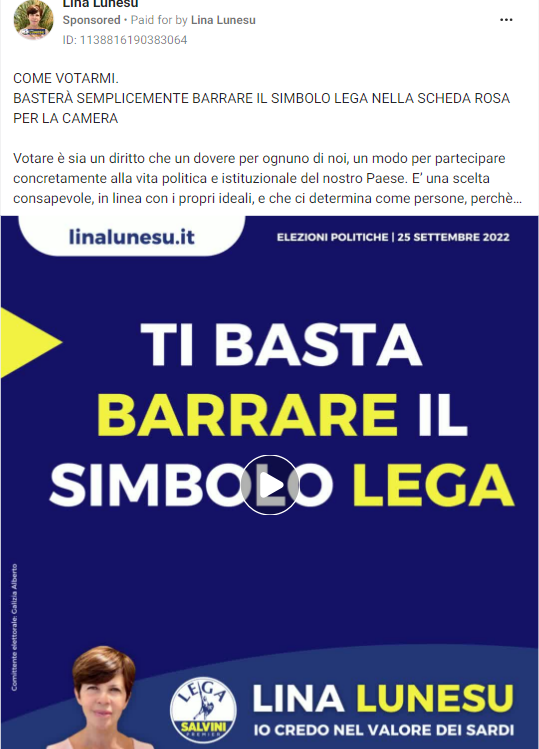 Lina Lunesu
Sponsored • Paid for by Lina Lunesu
ID: 1138816190383064
COME VOTARMI.
BASTERÀ SEMPLICEMENTE BARRARE IL SIMBOLO LEGA NELLA SCHEDA ROSA
PER LA CAMERA
Votare è sia un diritto che un dovere per ognuno di noi, un modo per partecipare
concretamente alla vita politica e istituzionale del nostro Paese. E’ una scelta
consapevole, in linea con i propri ideali, e che ci determina come persone, perchè...
linalunesu.it
ELEZIONI POLITICHE | 25 SETTEMBRE 2022
TI BASTA
BARRARE IL
SIMBOLO LEGA
Committente elettorale: Galizia Alberto
LEGA
SALVINI
PREMIER
LINA LUNESU
IO CREDO NEL VALORE DEI SARDI